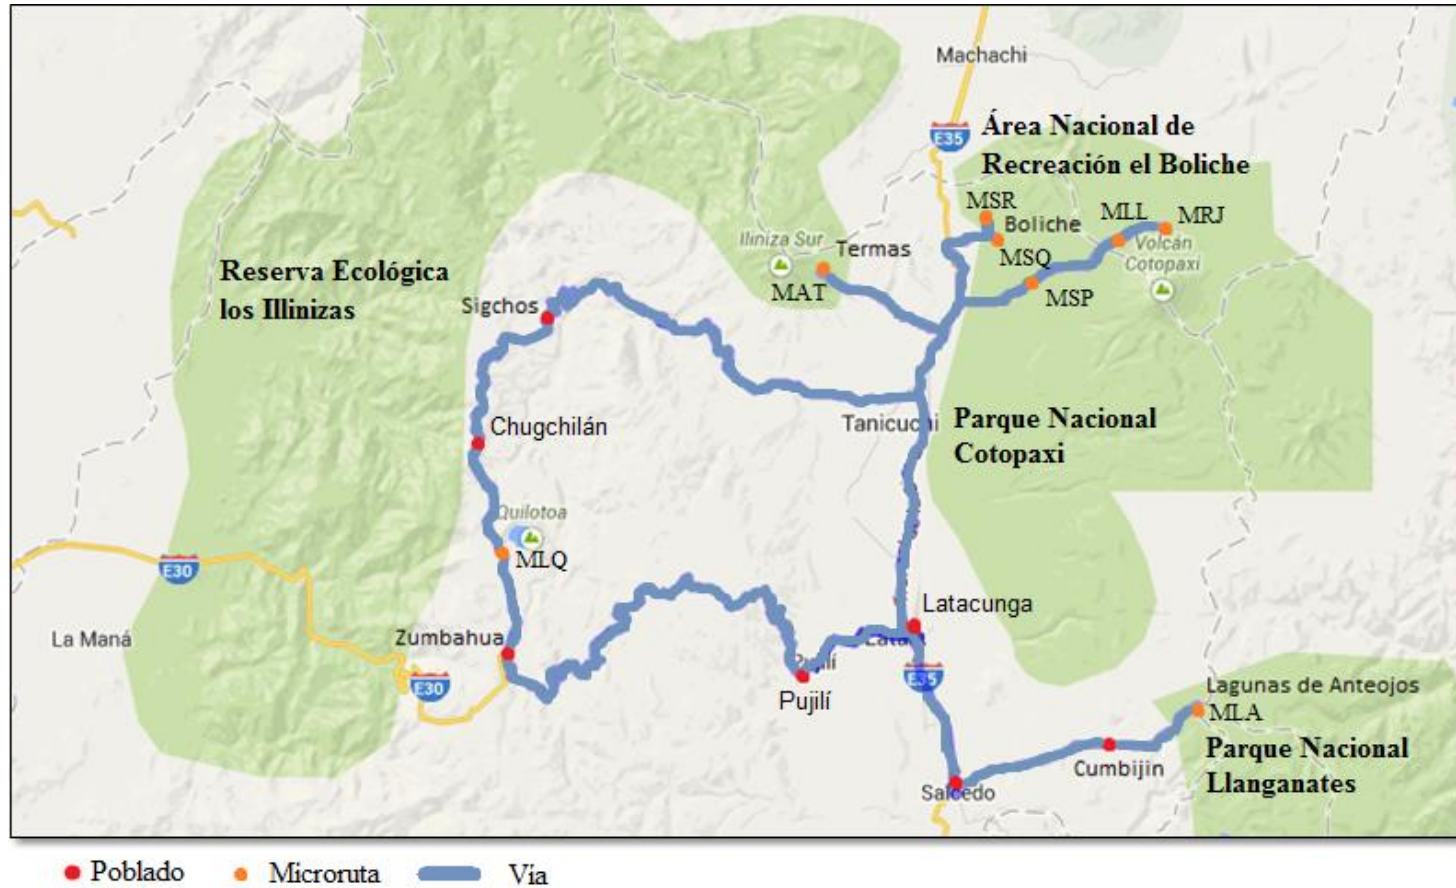 Machachi
E35
Área Nacional de
Recreación el Boliche
MSR
Boliche
MLL
MRJ
MSQ
Volcán
Cotopaxi
MSP
Iliniza Sur
Termas
MAT
Reserva Ecológica
los Illinizas
Sigchos
Tanicuchi
Parque Nacional
Cotopaxi
Chugchilán
Quilotoa
MLQ
E30
La Maná
Zumbahua
E30
Latacunga
Pujilí
Pujilí
E35
Lagunas de Anteojos
MLA
Parque Nacional
Llanganates
Cumbijin
Salcedo
Poblado
Microruta
Vía